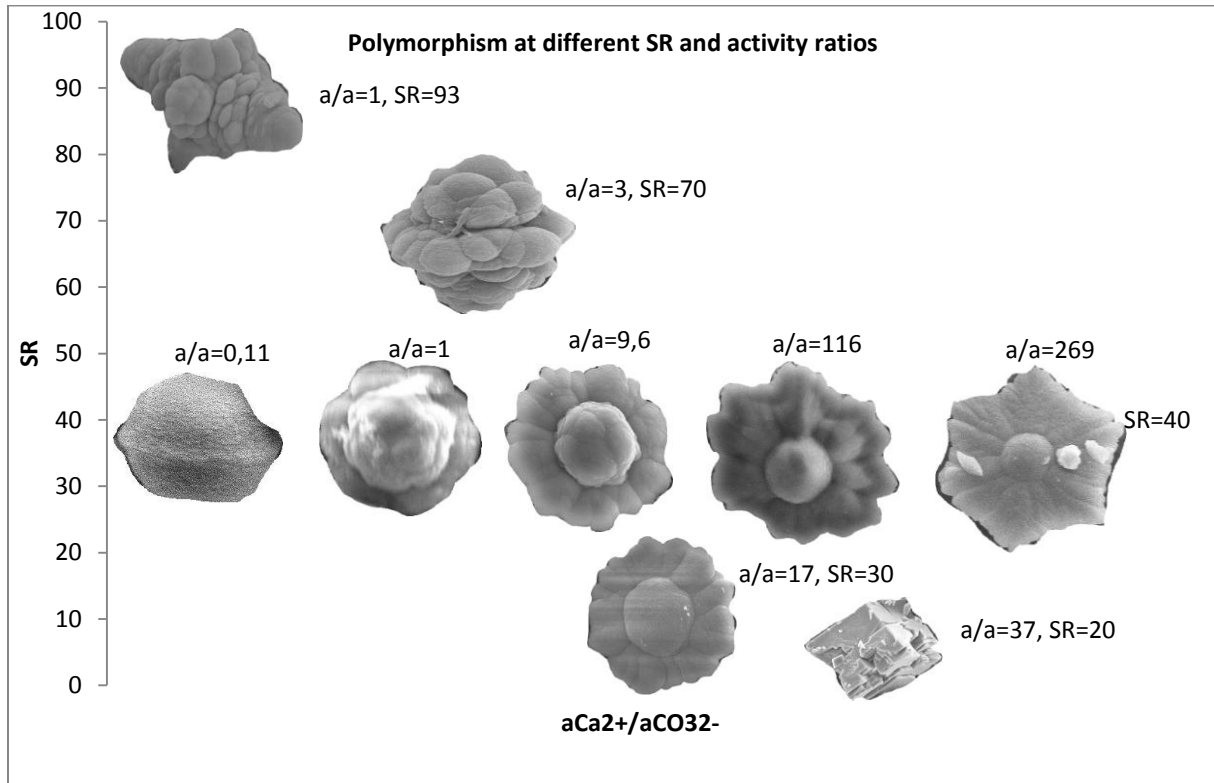 Polymorphism at different SR and activity ratios
100
90
80
70
60
50
40
30
20
10
0
SR
a/a=1, SR=93
a/a=3, SR=70
a/a=0,11
a/a=1
a/a=9,6
a/a=116
a/a=269
SR=40
a/a=17, SR=30
a/a=37, SR=20
aCa2+/aCO32-